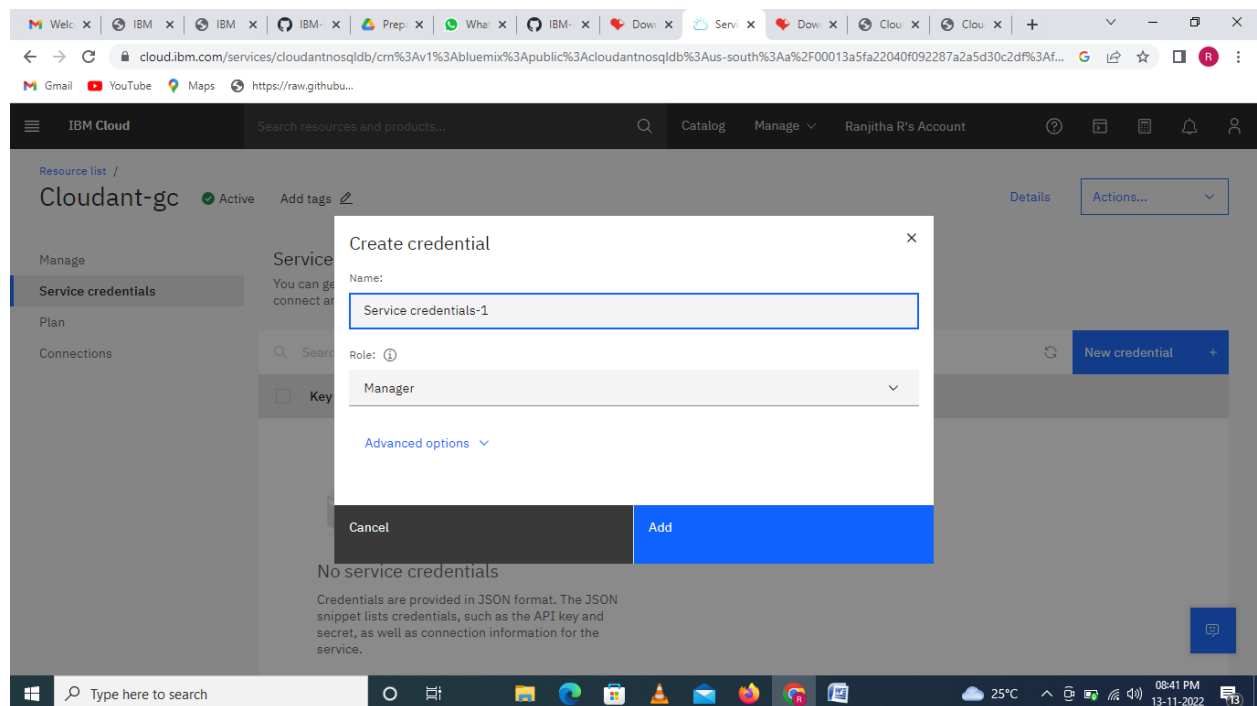 Welc IBM IBM IBM- Prep What IBM- Down Servi Down Clou Clou
cloud.ibm.com/services/cloudantnosqldb/crn%3Av1%3Abluemix%3Apublic%3Acloudantnosqldb%3Aus-south%3Aa%2F00013a5fa22040f092287a2a5d30c2df%3Af... G R
Gmail YouTube Maps https://raw.githubu...
IBM Cloud Search resources and products... Catalog Manage Ranjitha R's Account
Resource list /
Cloudant-gc Active Add tags Details Actions...
Manage
Service credentials
Plan
Connections
Service
You can ge
connect ar
Searc
New credential +
Key
Create credential
Name:
Service credentials-1
Role:
Manager
Advanced options
Cancel Add
No service credentials
Credentials are provided in JSON format. The JSON
snippet lists credentials, such as the API key and
secret, as well as connection information for the
service.
Type here to search 25°C 08:41 PM
13-11-2022 13